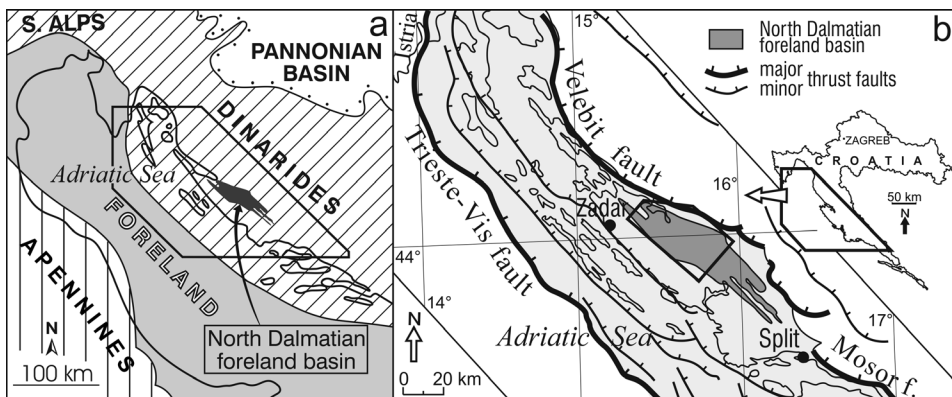 a
S. ALPS
PANNONIAN
BASIN
DINARIDES
Adriatic Sea
FORELAND
APENNINES
North Dalmatian
foreland basin
N
100 km
b
Istria
15°
North Dalmatian
foreland basin
major
minor
thrust faults
Velebit fault
Trieste-Vis fault
ZAGREB
CROATIA
50 km
N
16°
Zadar
44°
14°
17°
N
Adriatic Sea
Split
Mosor f.
0 20 km